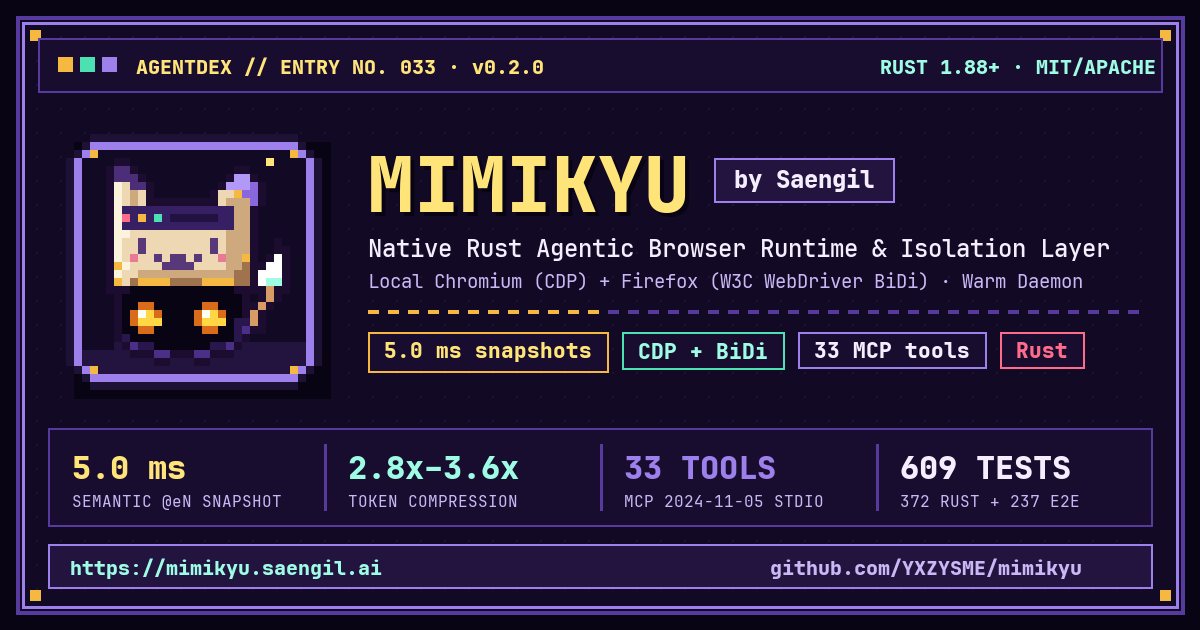 AGENTDEX // ENTRY NO. 033 · v0.2.0
RUST 1.88+ · MIT/APACHE
MIMIKYU
by Saengil
Native Rust Agentic Browser Runtime & Isolation Layer
Local Chromium (CDP) + Firefox (W3C WebDriver BiDi) · Warm Daemon
5.0 ms snapshots
CDP + BiDi
33 MCP tools
Rust
5.0 ms
SEMANTIC @eN SNAPSHOT
2.8x–3.6x
TOKEN COMPRESSION
33 TOOLS
MCP 2024-11-05 STDIO
609 TESTS
372 RUST + 237 E2E
https://mimikyu.saengil.ai
github.com/YXZYSME/mimikyu